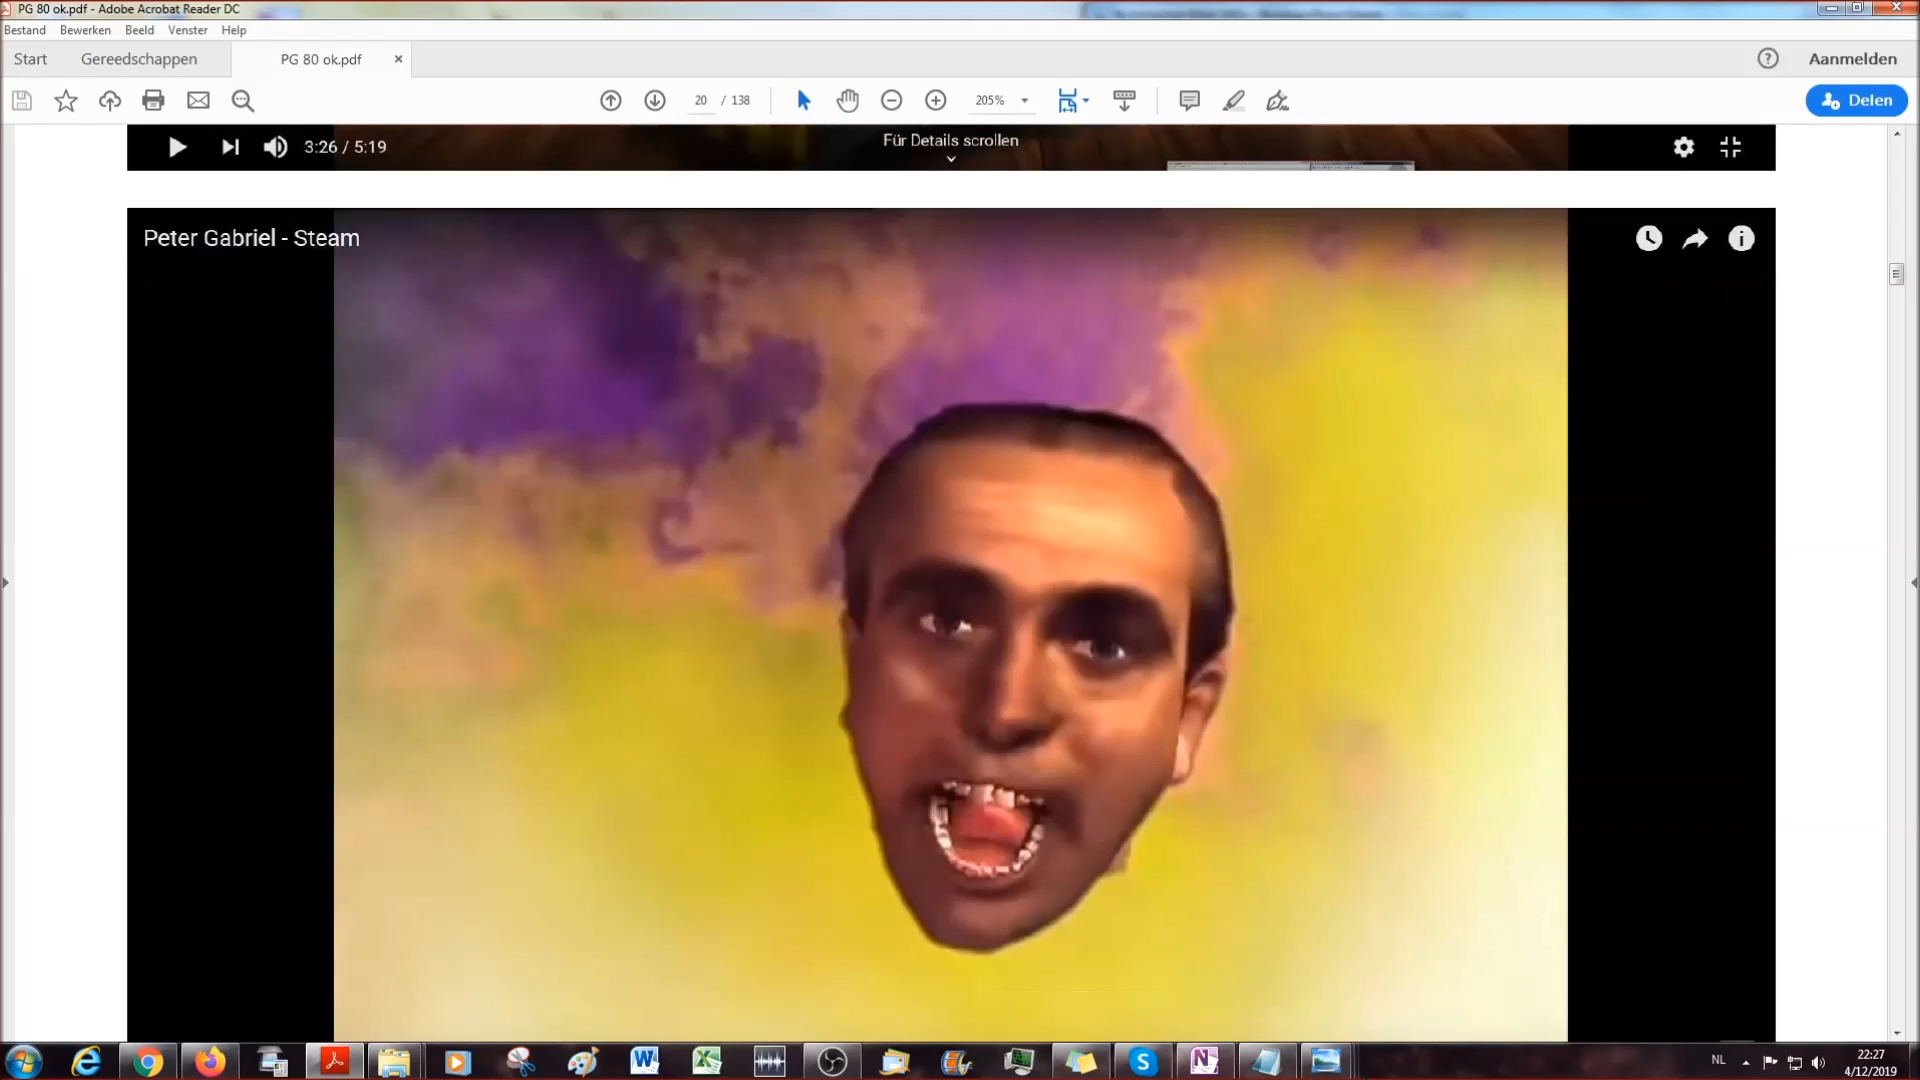 PG 80 ok.pdf - Adobe Acrobat Reader DC
Bestand Bewerken Beeld Venster Help
Start Gereedschappen PG 80 ok.pdf × Aanmelden
20 / 138 205% Delen
3:26 / 5:19 Für Details scrollen
Peter Gabriel - Steam
NL 22:27
4/12/2019